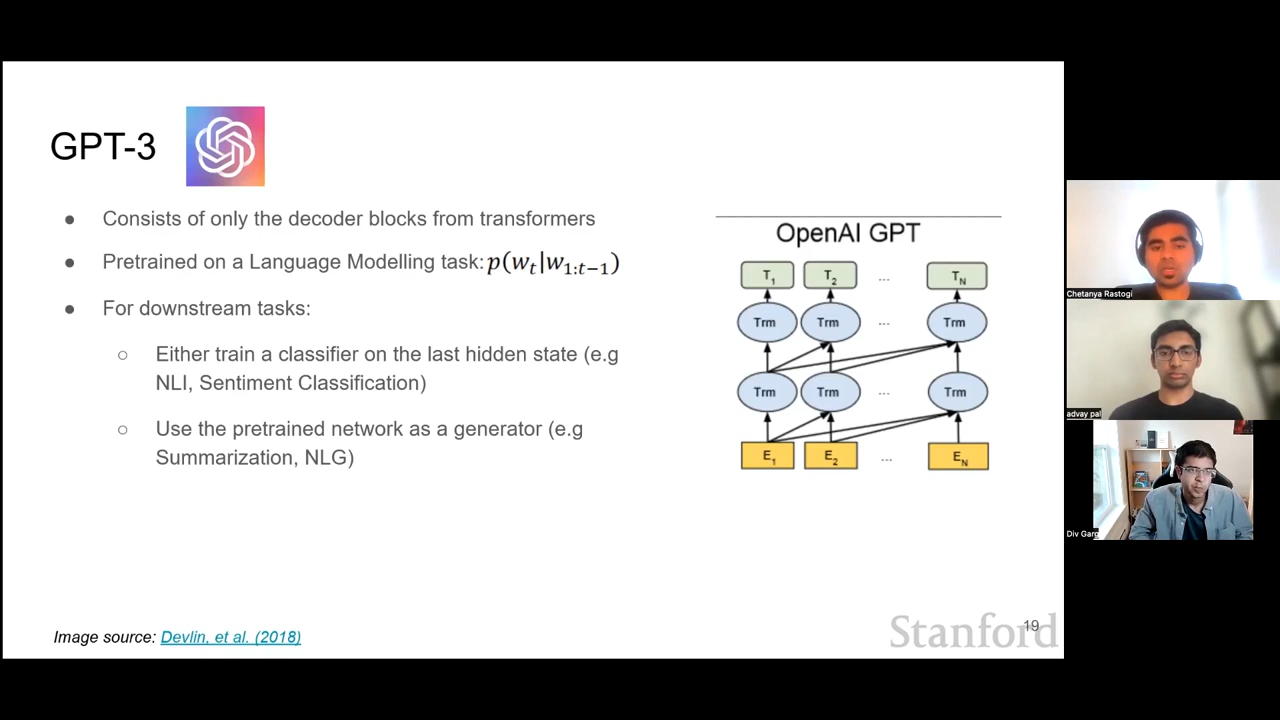 GPT-3
● Consists of only the decoder blocks from transformers
● Pretrained on a Language Modelling task: p(w_t|w_{1:t−1})
● For downstream tasks:
○ Either train a classifier on the last hidden state (e.g
NLI, Sentiment Classification)
○ Use the pretrained network as a generator (e.g
Summarization, NLG)
OpenAI GPT
T1 T2 ... TN
Trm Trm ... Trm
Trm Trm ... Trm
E1 E2 ... EN
Image source: Devlin, et al. (2018)
Stanford
19
Chetanya Rastogi
advay pal
Div Garg